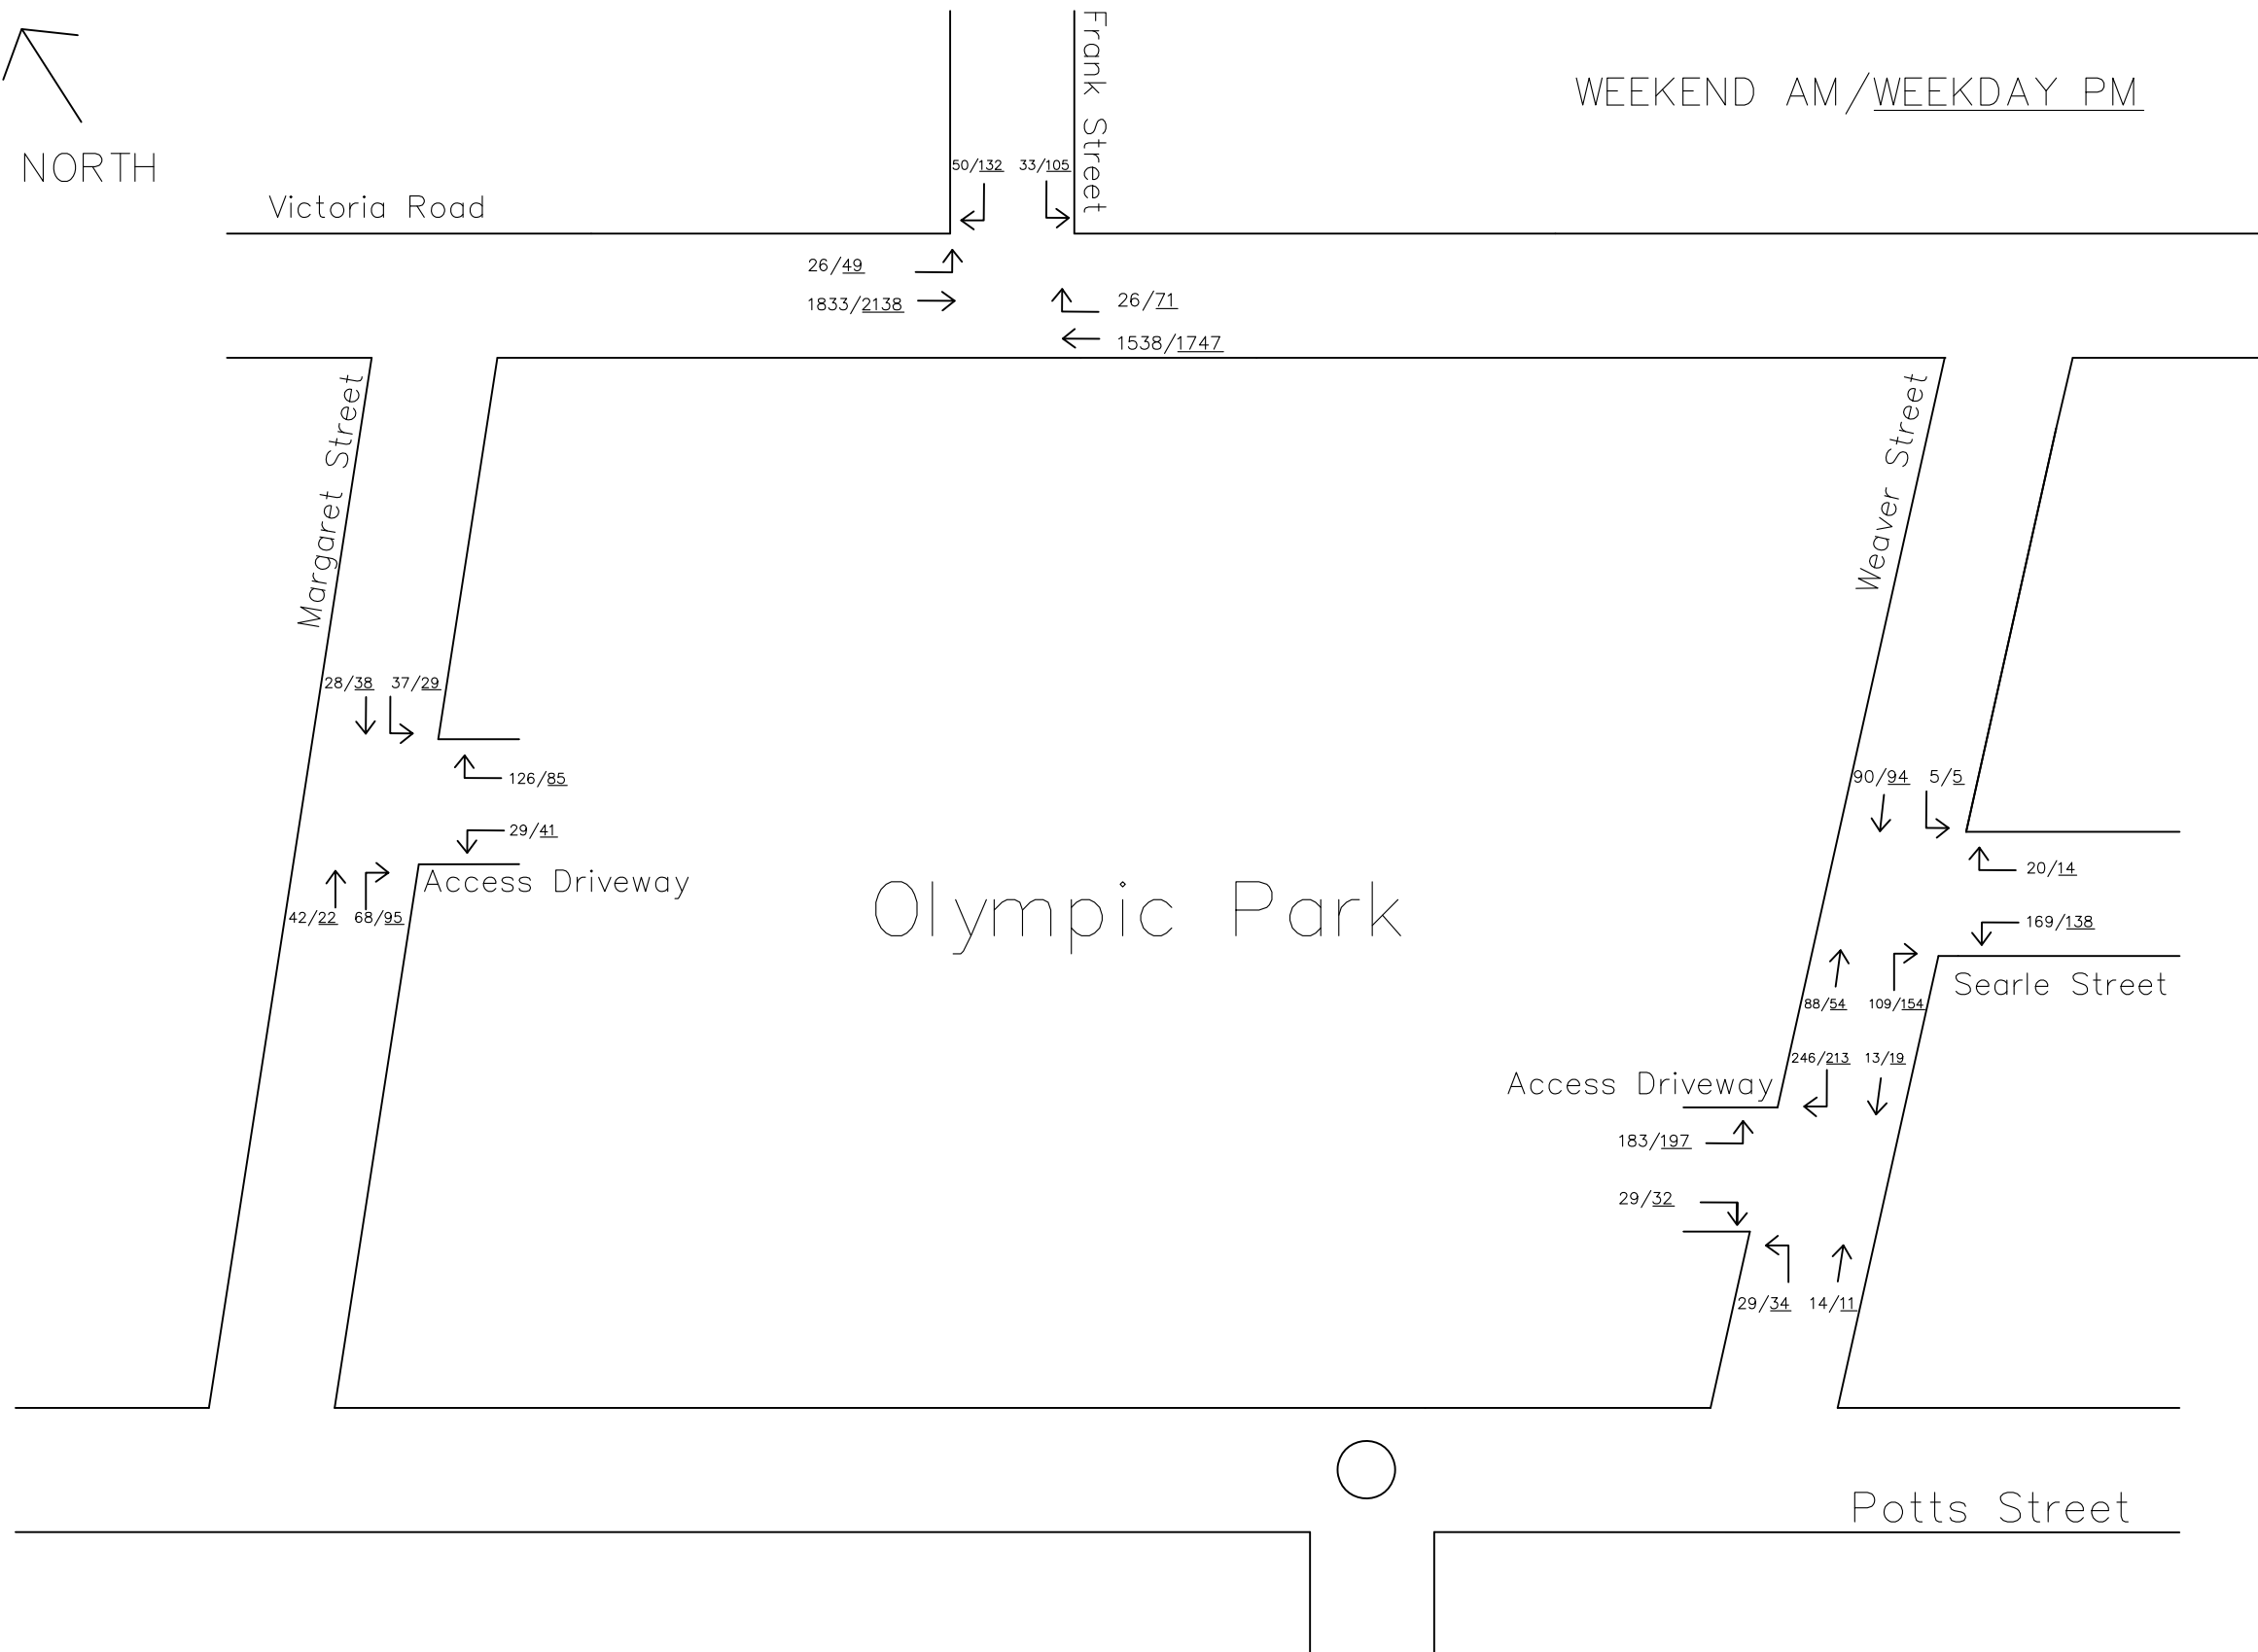 Frank Street
WEEKEND AM/WEEKDAY PM
NORTH
50/132 33/105
Victoria Road
26/49
1833/2138
26/71
1538/1747
Margaret Street
Weaver Street
28/38 37/29
126/85
29/41
Access Driveway
42/22 68/95
Olympic Park
90/94 5/5
20/14
169/138
Searle Street
88/54 109/154
246/213 13/19
Access Driveway
183/197
29/32
29/34 14/11
Potts Street